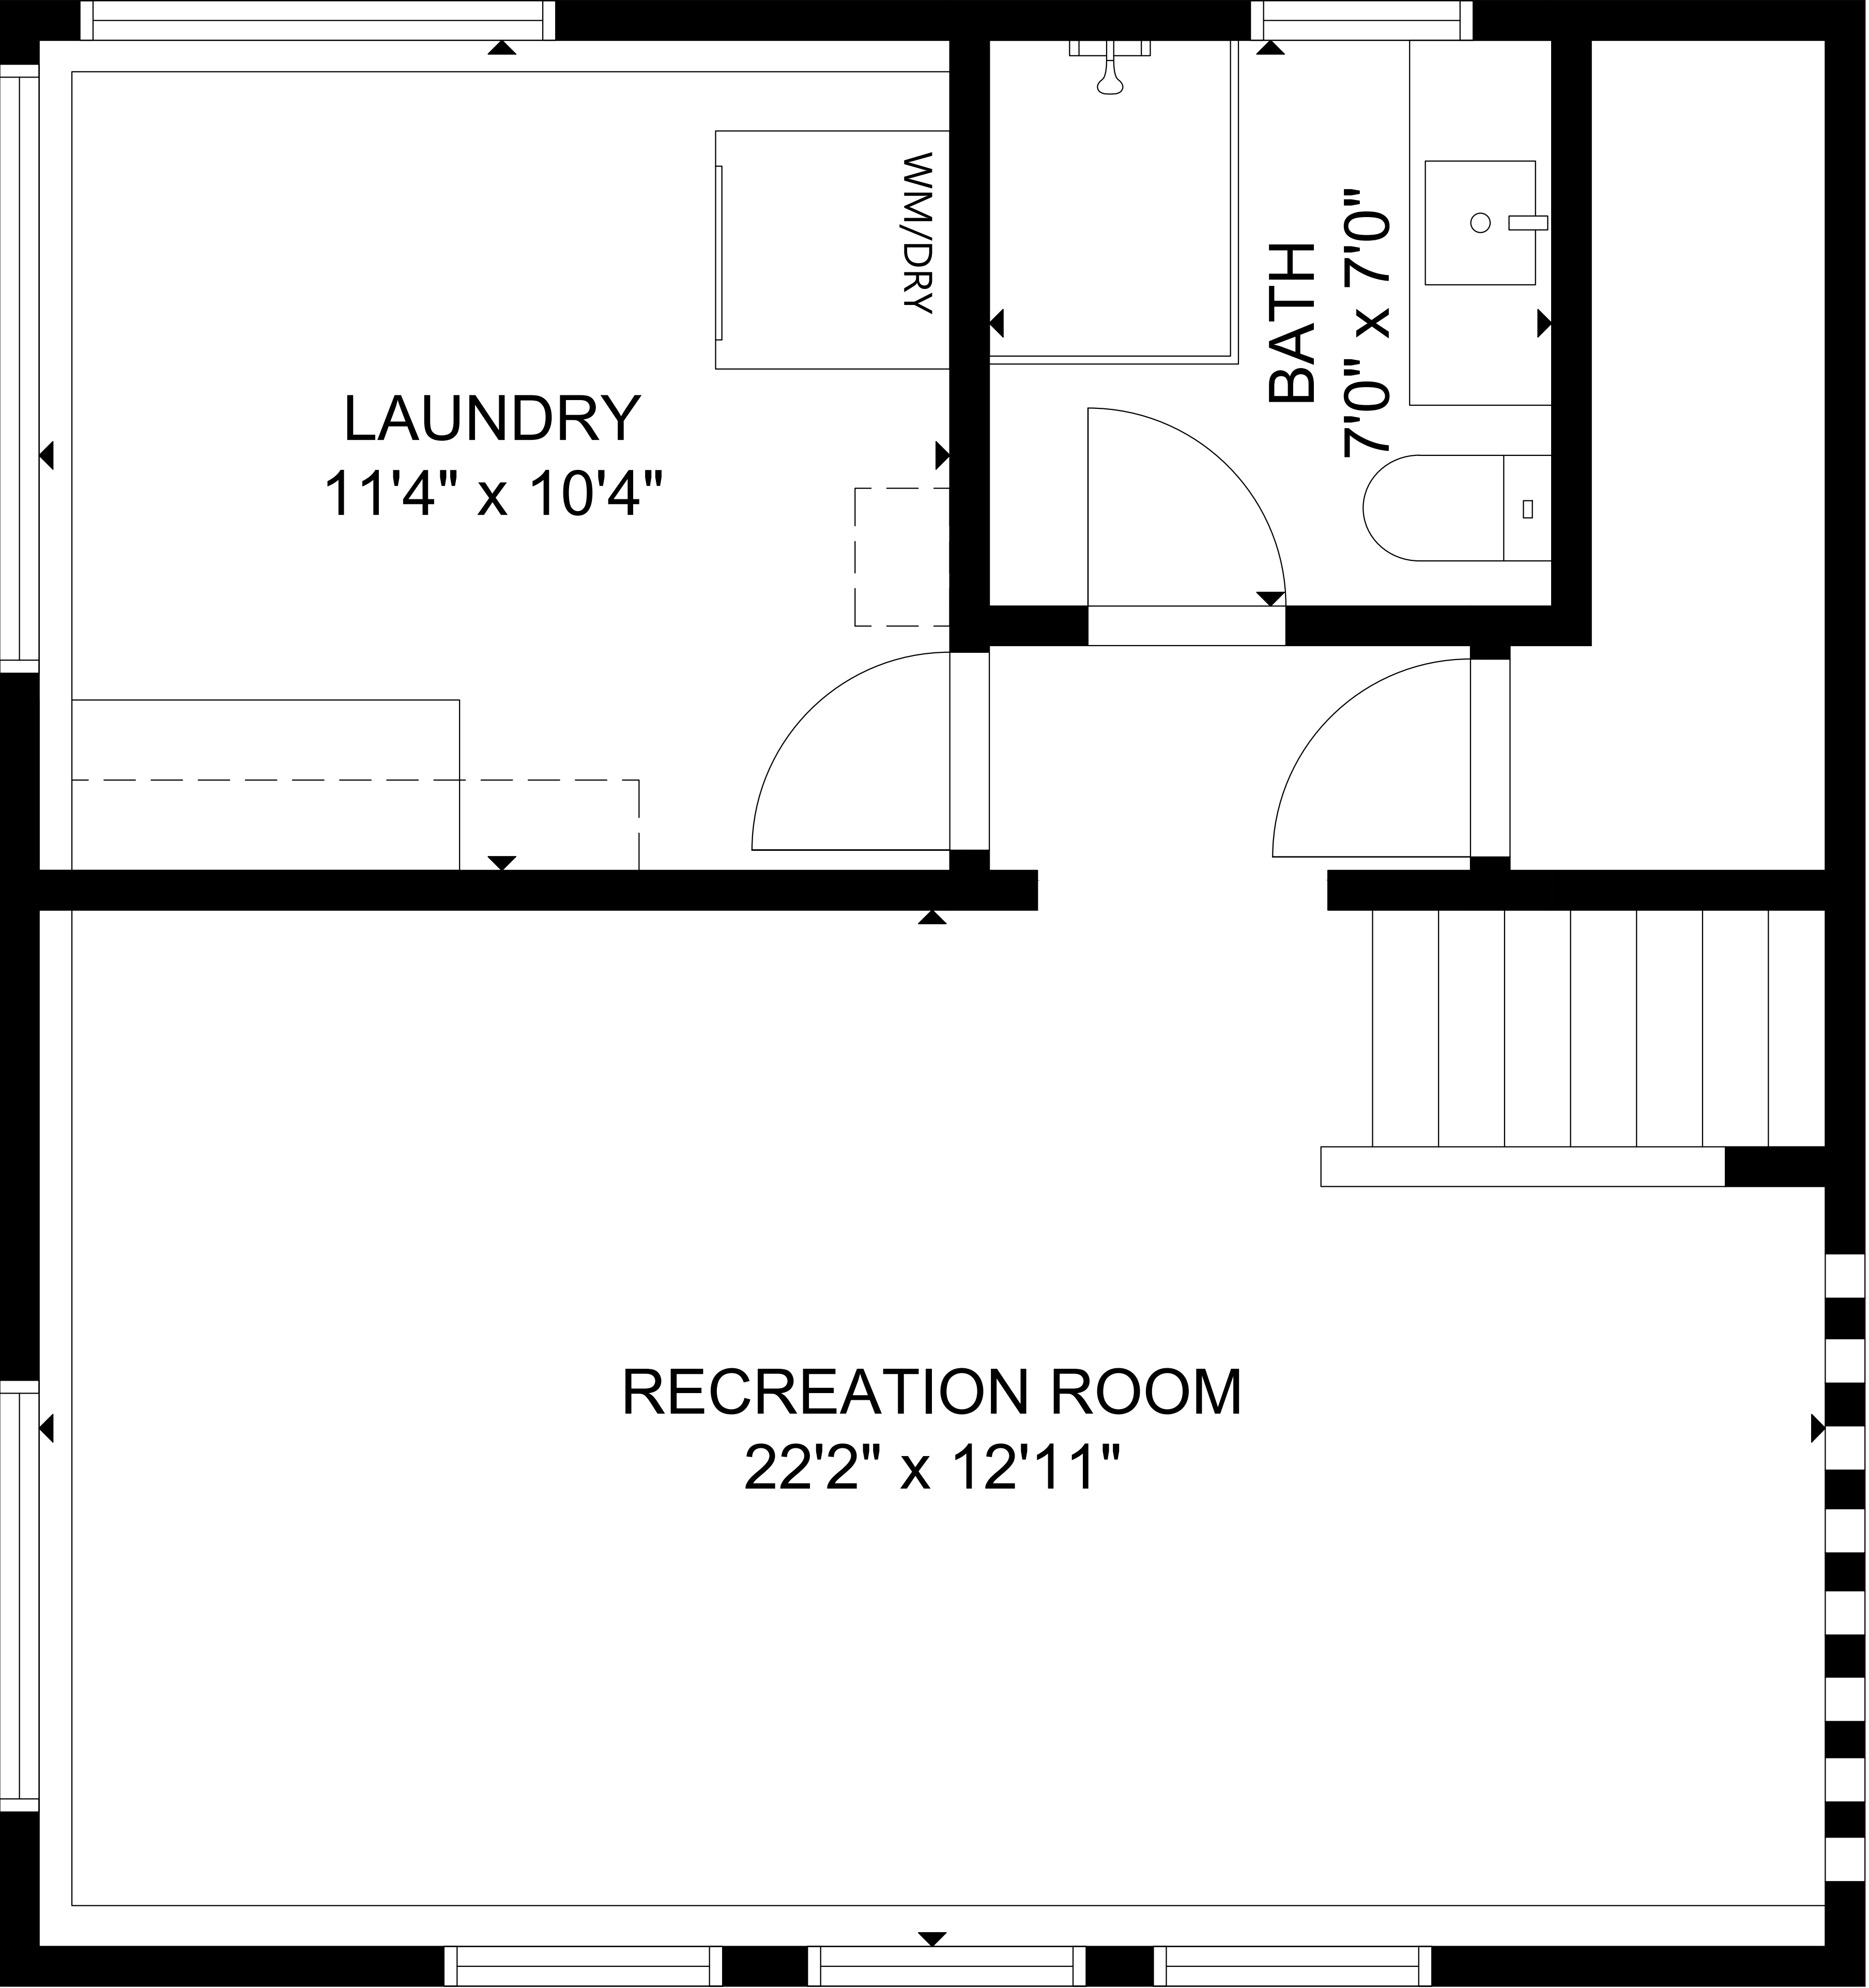 WM/DRY
BATH
7'0" x 7'0"
LAUNDRY
11'4" x 10'4"
RECREATION ROOM
22'2" x 12'11"